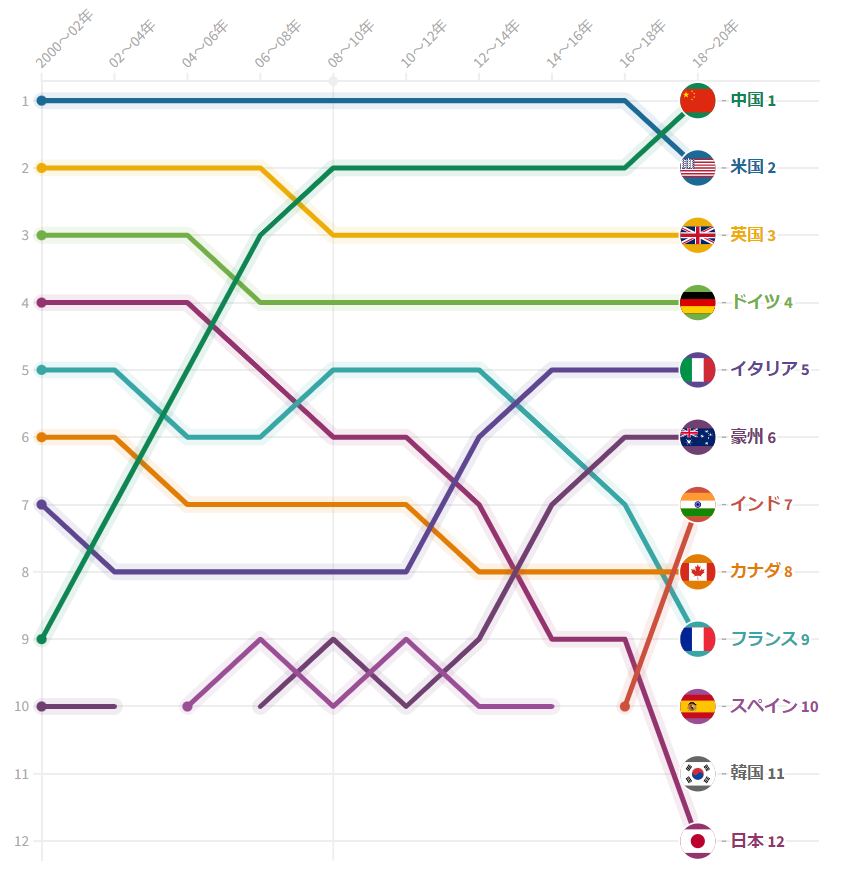 2000〜02年
02〜04年
04〜06年
06〜08年
08〜10年
10〜12年
12〜14年
14〜16年
16〜18年
18〜20年
1
2
3
4
5
6
7
8
9
10
11
12
中国 1
米国 2
英国 3
ドイツ 4
イタリア 5
豪州 6
インド 7
カナダ 8
フランス 9
スペイン 10
韓国 11
日本 12